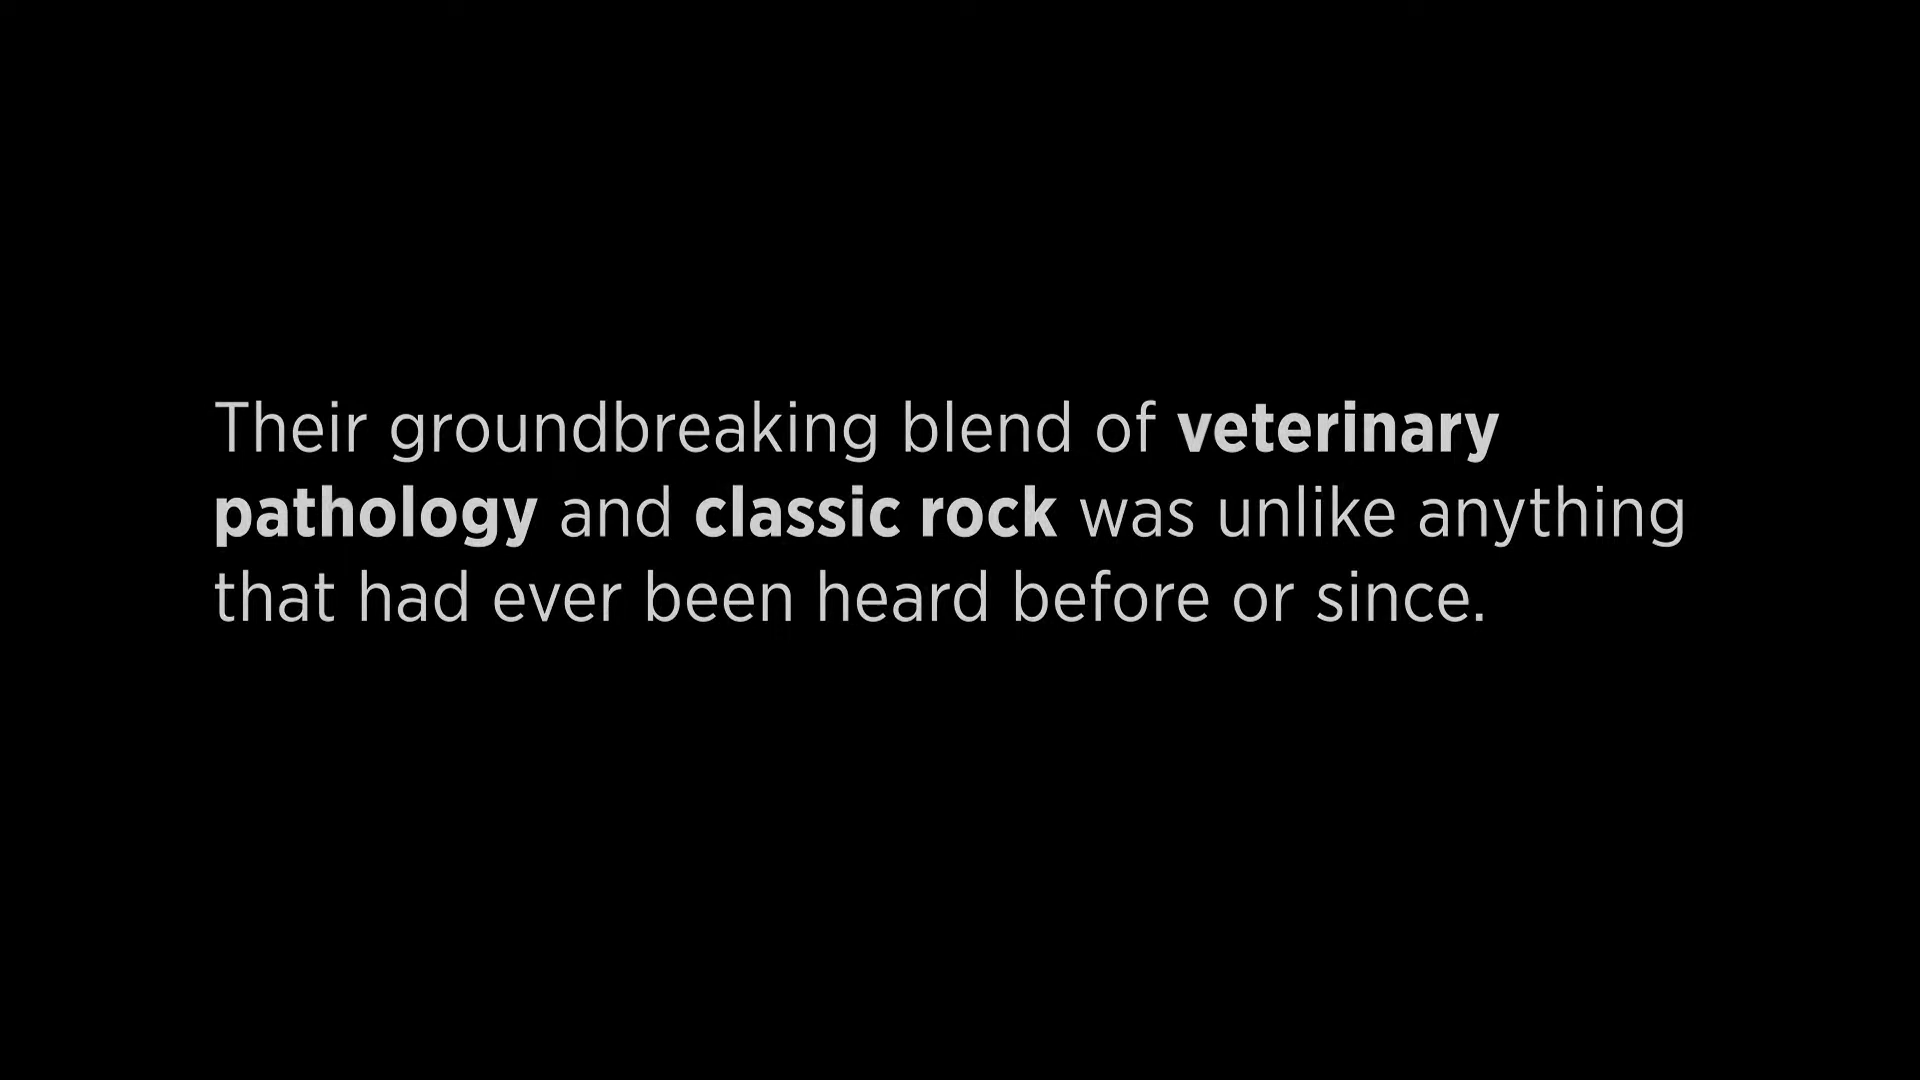 Their groundbreaking blend of veterinary
pathology and classic rock was unlike anything
that had ever been heard before or since.